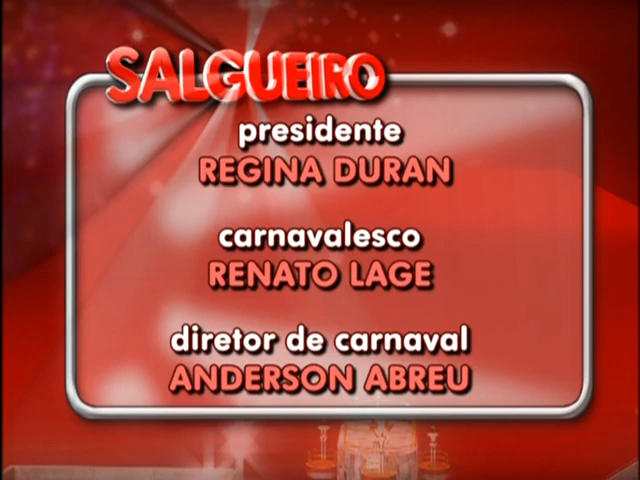 SALGUEIRO
presidente
REGINA DURAN
carnavalesco
RENATO LAGE
diretor de carnaval
ANDERSON ABREU